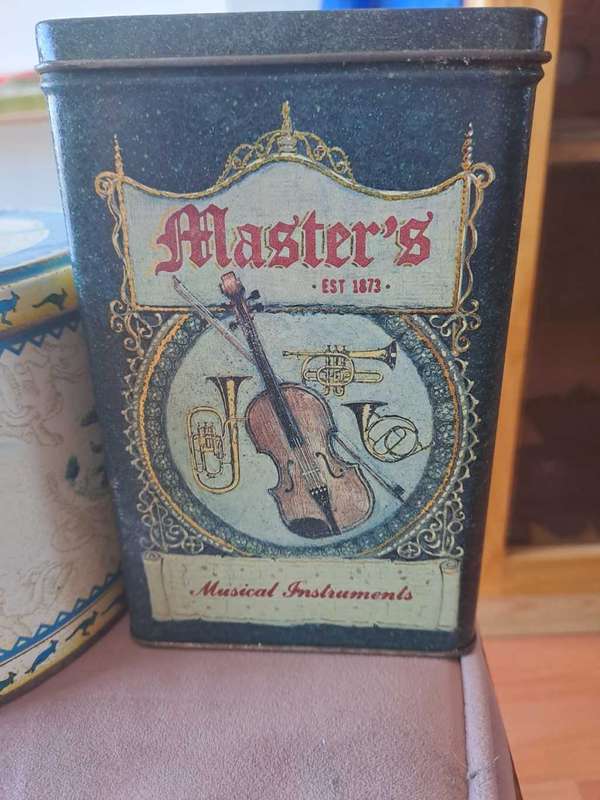 Master's
· EST 1873 ·
Musical Instruments